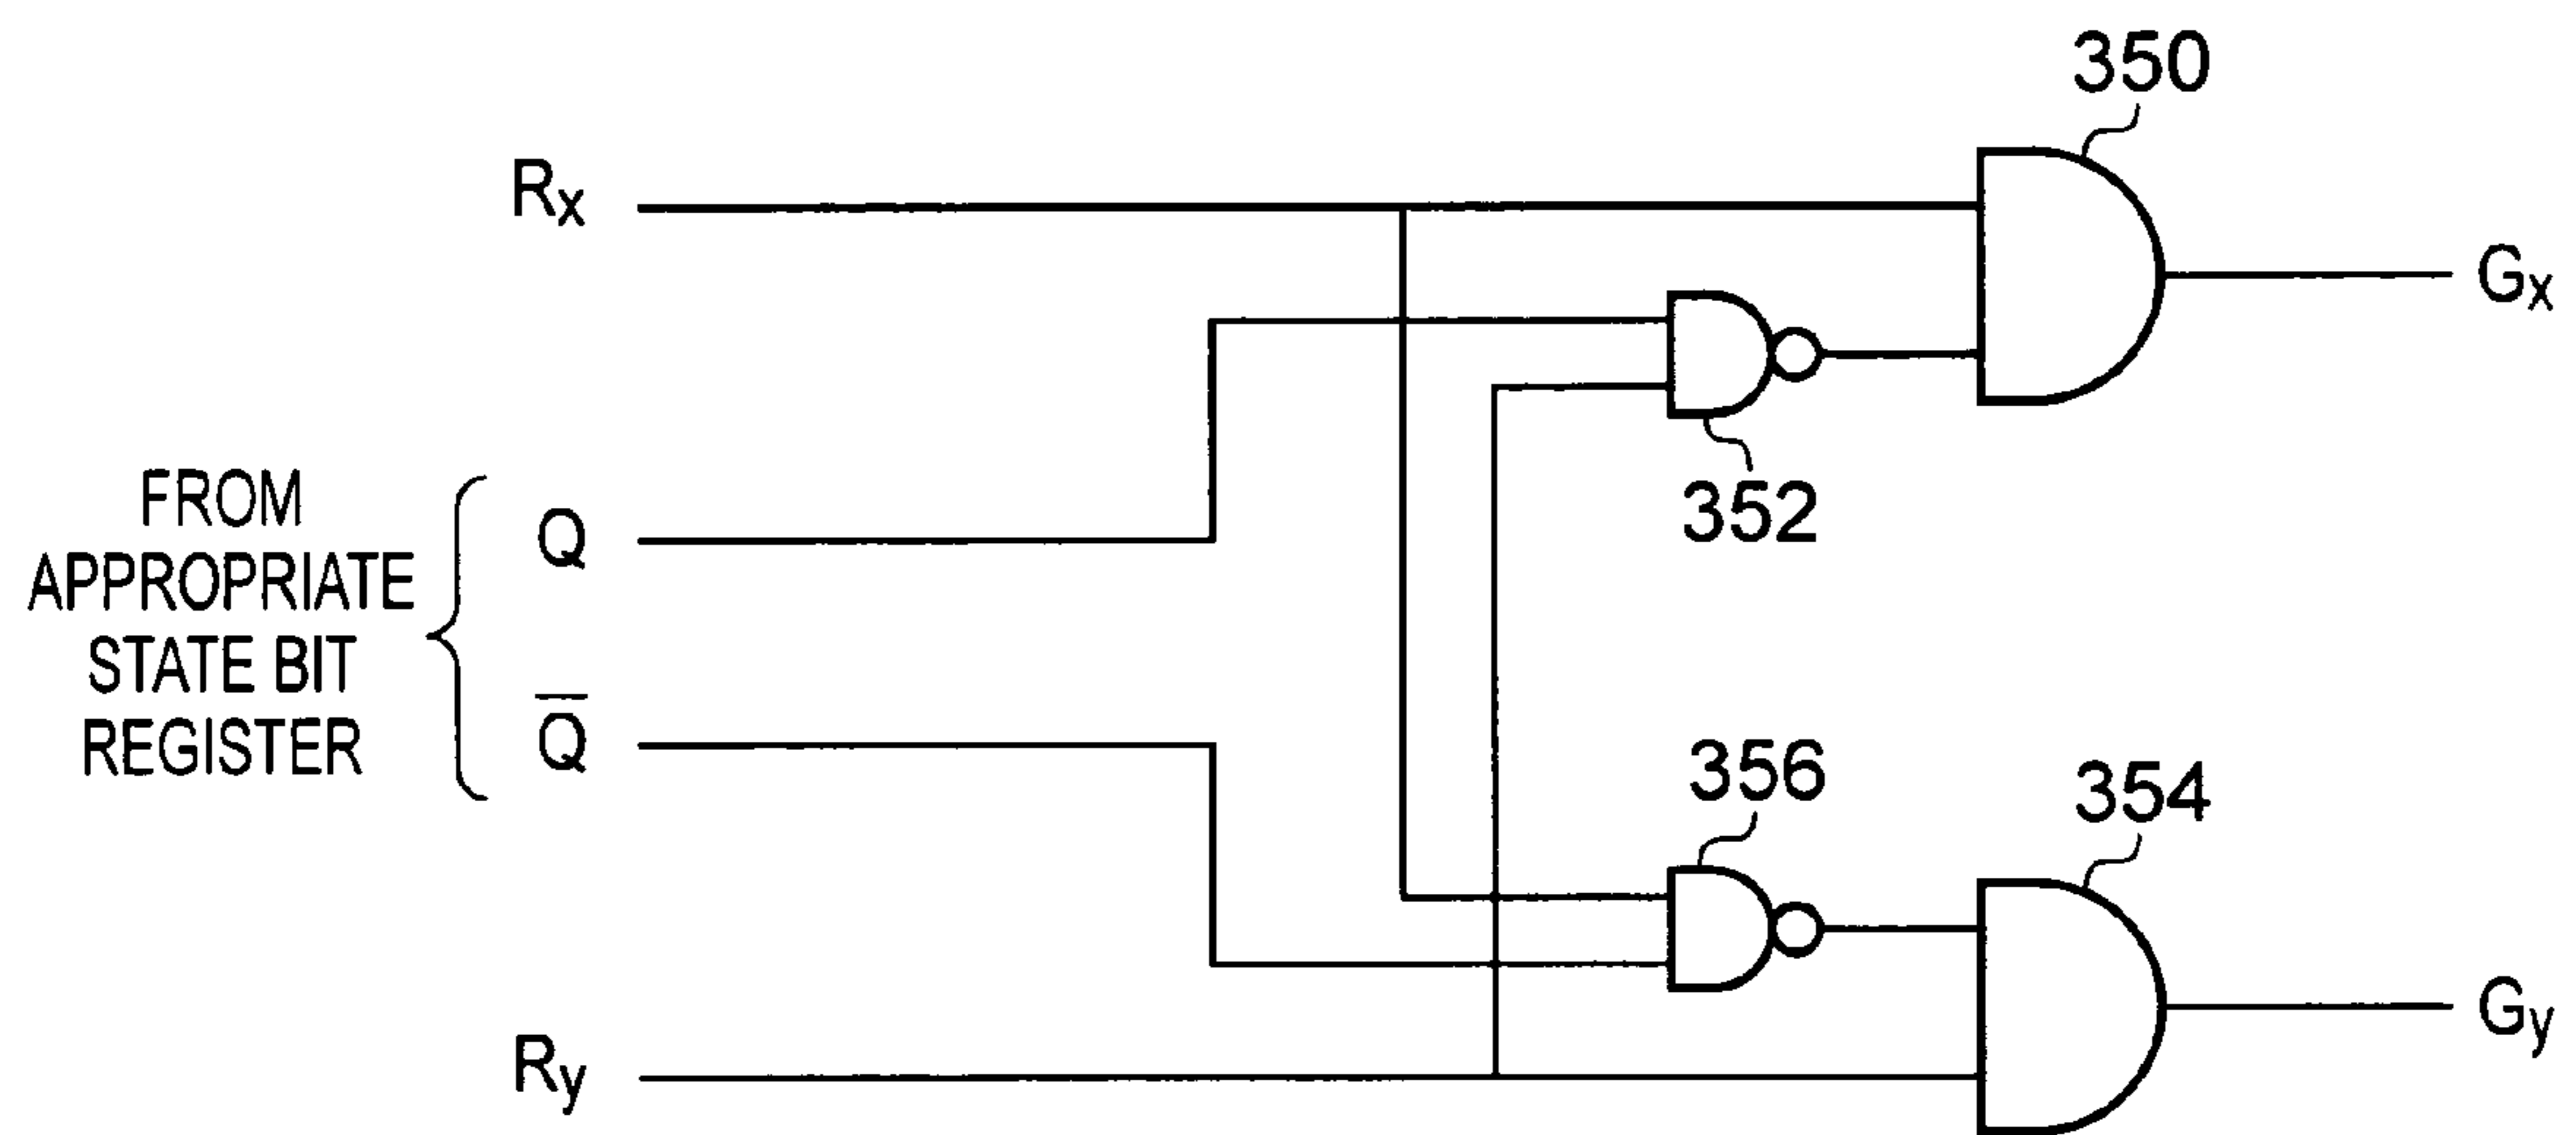 350
Rx
Gx
352
FROM
APPROPRIATE
STATE BIT
REGISTER
Q
Q̅
356
354
Ry
Gy